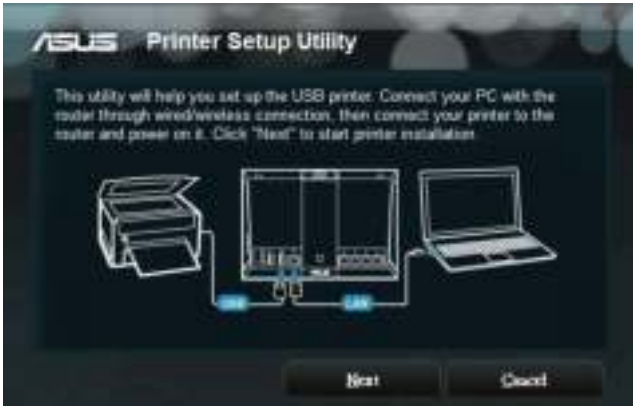 ASUS Printer Setup Utility
This utility will help you set up the USB printer. Connect your PC with the
router through wired/wireless connection, then connect your printer to the
router and power on it. Click "Next" to start printer installation
USB
LAN
Next
Cancel